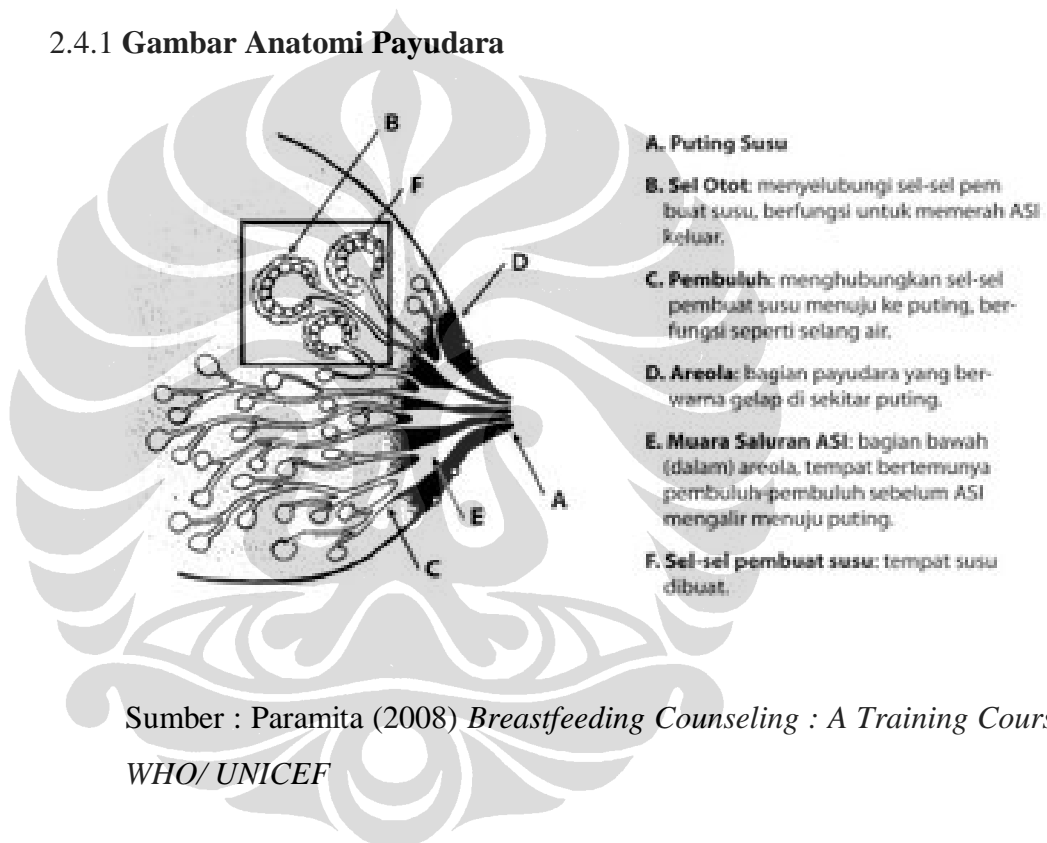 2.4.1 Gambar Anatomi Payudara
B
F
D
A
E
C
A. Puting Susu
B. Sel Otot: menyelubungi sel-sel pem
buat susu, berfungsi untuk memerah ASI
keluar.
C. Pembuluh: menghubungkan sel-sel
pembuat susu menuju ke puting, ber-
fungsi seperti selang air.
D. Areola: bagian payudara yang ber-
warna gelap di sekitar puting.
E. Muara Saluran ASI: bagian bawah
(dalam) areola, tempat bertemunya
pembuluh-pembuluh sebelum ASI
mengalir menuju puting.
F. Sel-sel pembuat susu: tempat susu
dibuat.
Sumber : Paramita (2008) Breastfeeding Counseling : A Training Cours
WHO/ UNICEF